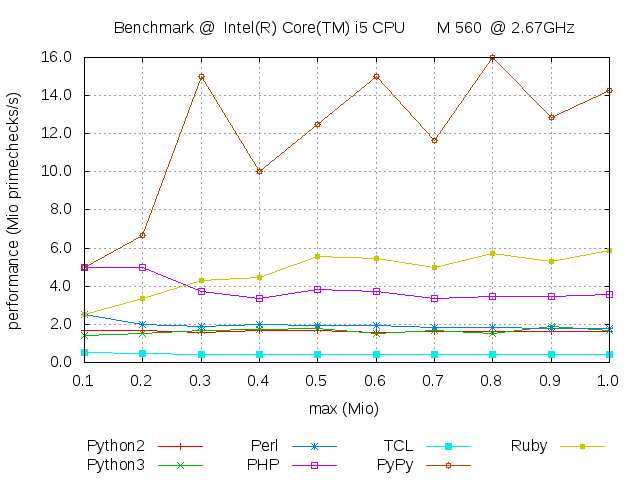 Benchmark @ Intel(R) Core(TM) i5 CPU M 560 @ 2.67GHz
performance (Mio primechecks/s)
16.0
14.0
12.0
10.0
8.0
6.0
4.0
2.0
0.0
0.1 0.2 0.3 0.4 0.5 0.6 0.7 0.8 0.9 1.0
max (Mio)
Python2 Perl TCL Ruby
Python3 PHP PyPy